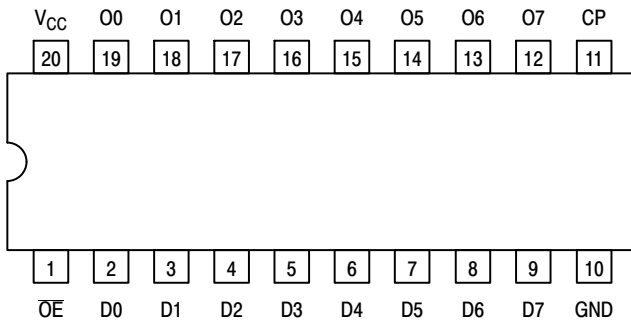 VCC O0 O1 O2 O3 O4 O5 O6 O7 CP
20 19 18 17 16 15 14 13 12 11
1 2 3 4 5 6 7 8 9 10
O̅E̅ D0 D1 D2 D3 D4 D5 D6 D7 GND